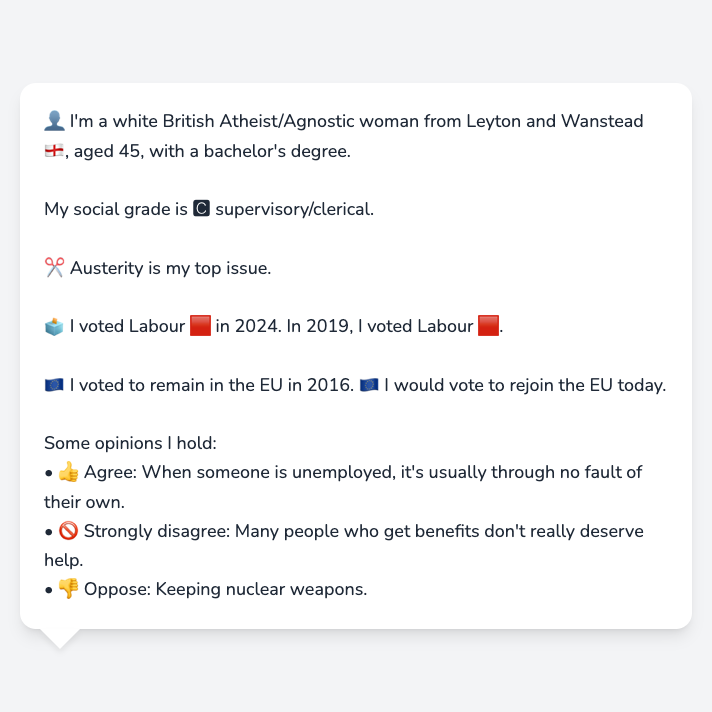 👤 I'm a white British Atheist/Agnostic woman from Leyton and Wanstead
🏴󠁧󠁢󠁥󠁮󠁧󠁿, aged 45, with a bachelor's degree.
My social grade is 🅲 supervisory/clerical.
✂️ Austerity is my top issue.
🗳️ I voted Labour 🟥 in 2024. In 2019, I voted Labour 🟥.
🇪🇺 I voted to remain in the EU in 2016. 🇪🇺 I would vote to rejoin the EU today.
Some opinions I hold:
• 👍 Agree: When someone is unemployed, it's usually through no fault of
their own.
• 🚫 Strongly disagree: Many people who get benefits don't really deserve
help.
• 👎 Oppose: Keeping nuclear weapons.